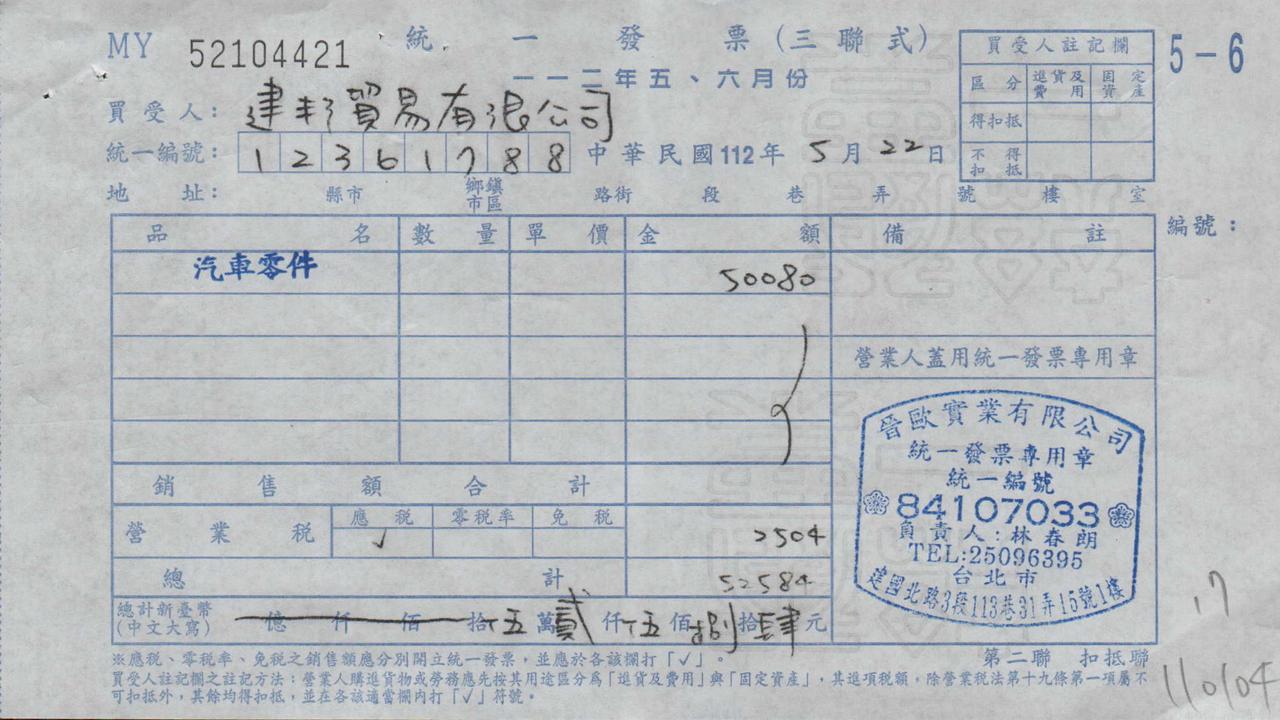 MY 52104421 統一發票(三聯式)
一一二年五、六月份
5-6
買受人註記欄
區分 進貨及費用 固定資產
得扣抵
不得扣抵
買受人: 建邦貿易有限公司
統一編號: 12361788 中華民國112年5月22日
地址: 縣市 鄉鎮市區 路街 段 巷 弄 號 樓 室
品名 數量 單價 金額 備註 編號:
汽車零件 50080
營業人蓋用統一發票專用章
晉歐實業有限公司
統一發票專用章
統一編號
84107033
負責人:林春朗
TEL:25096395
台北市
建國北路3段113巷31弄15號1樓
銷售額合計
營業稅 應稅 零稅率 免稅 2504
✓
總計 52584
總計新臺幣(中文大寫) 億 仟 佰 拾 伍 萬 貳 仟 伍 佰 捌 拾 肆 元
17
※應稅、零稅率、免稅之銷售額應分別開立統一發票,並應於各該欄打「✓」。
第二聯 扣抵聯
買受人註記欄之註記方法:營業人購進貨物或勞務應先按其用途區分為「進貨及費用」與「固定資產」,其進項稅額,除營業稅法第十九條第一項屬不
可扣抵外,其餘均得扣抵,並在各該適當欄內打「✓」符號。
110104